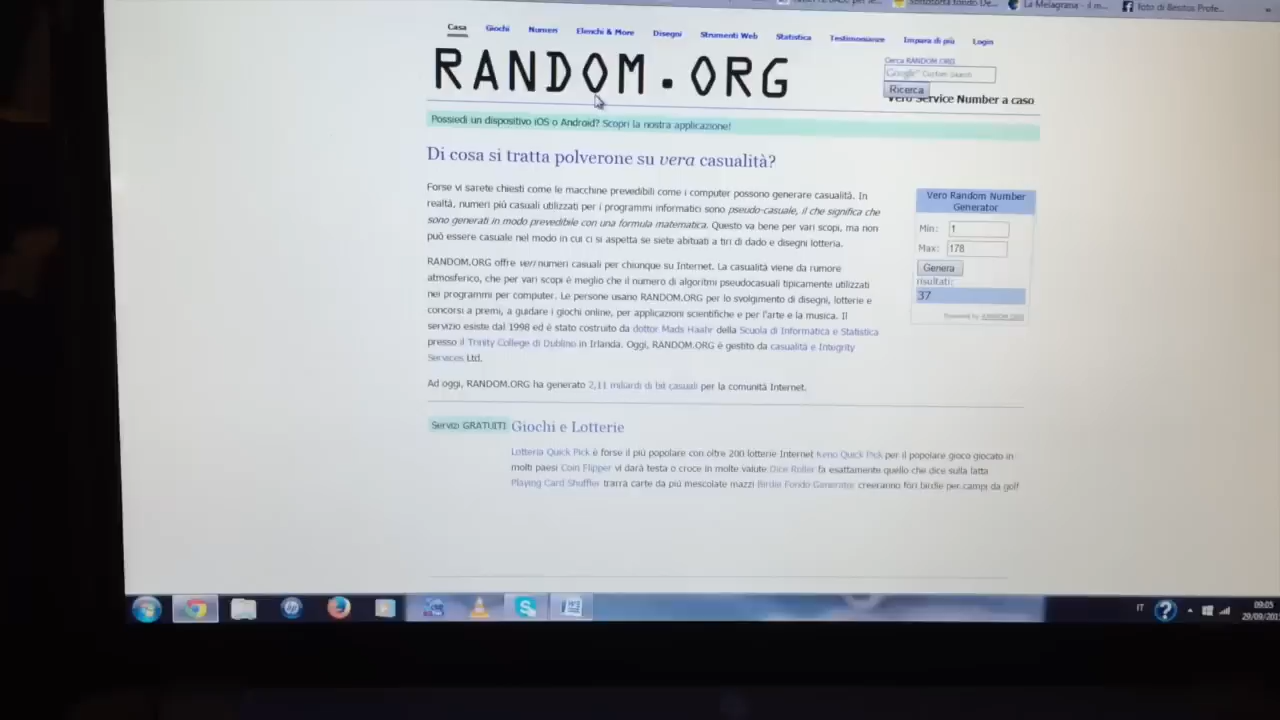 La Melagrana - il m...
foto di Besitos Profe...
Casa Giochi Numeri Elenchi & More Disegni Strumenti Web Statistica Testimonianze Impara di più Login
RANDOM.ORG
Cerca RANDOM.ORG
Google™ Custom Search
Ricerca
Vero Service Number a caso
Possiedi un dispositivo iOS o Android? Scopri la nostra applicazione!
Di cosa si tratta polverone su vera casualità?
Forse vi sarete chiesti come le macchine prevedibili come i computer possono generare casualità. In
realtà, numeri più casuali utilizzati per i programmi informatici sono pseudo-casuale, il che significa che
sono generati in modo prevedibile con una formula matematica. Questo va bene per vari scopi, ma non
può essere casuale nel modo in cui ci si aspetta se siete abituati a tiri di dado e disegni lotteria.
RANDOM.ORG offre veri numeri casuali per chiunque su Internet. La casualità viene da rumore
atmosferico, che per vari scopi è meglio che il numero di algoritmi pseudocasuali tipicamente utilizzati
nei programmi per computer. Le persone usano RANDOM.ORG per lo svolgimento di disegni, lotterie e
concorsi a premi, a guidare i giochi online, per applicazioni scientifiche e per l'arte e la musica. Il
servizio esiste dal 1998 ed è stato costruito da dottor Mads Haahr della Scuola di Informatica e Statistica
presso il Trinity College di Dublino in Irlanda. Oggi, RANDOM.ORG è gestito da casualità e Integrity
Services Ltd.
Ad oggi, RANDOM.ORG ha generato 2,11 miliardi di bit casuali per la comunità Internet.
Vero Random Number
Generator
Min: 1
Max: 178
Genera
risultati:
37
Powered by RANDOM.ORG
Servizi GRATUITI
Giochi e Lotterie
Lotteria Quick Pick è forse il più popolare con oltre 200 lotterie Internet Keno Quick Pick per il popolare gioco giocato in
molti paesi Coin Flipper vi darà testa o croce in molte valute Dice Roller fa esattamente quello che dice sulla latta
Playing Card Shuffler trarrà carte da più mescolate mazzi Birdie Fondo Generator creeranno fori birdie per campi da golf
IT
09:05
29/09/201